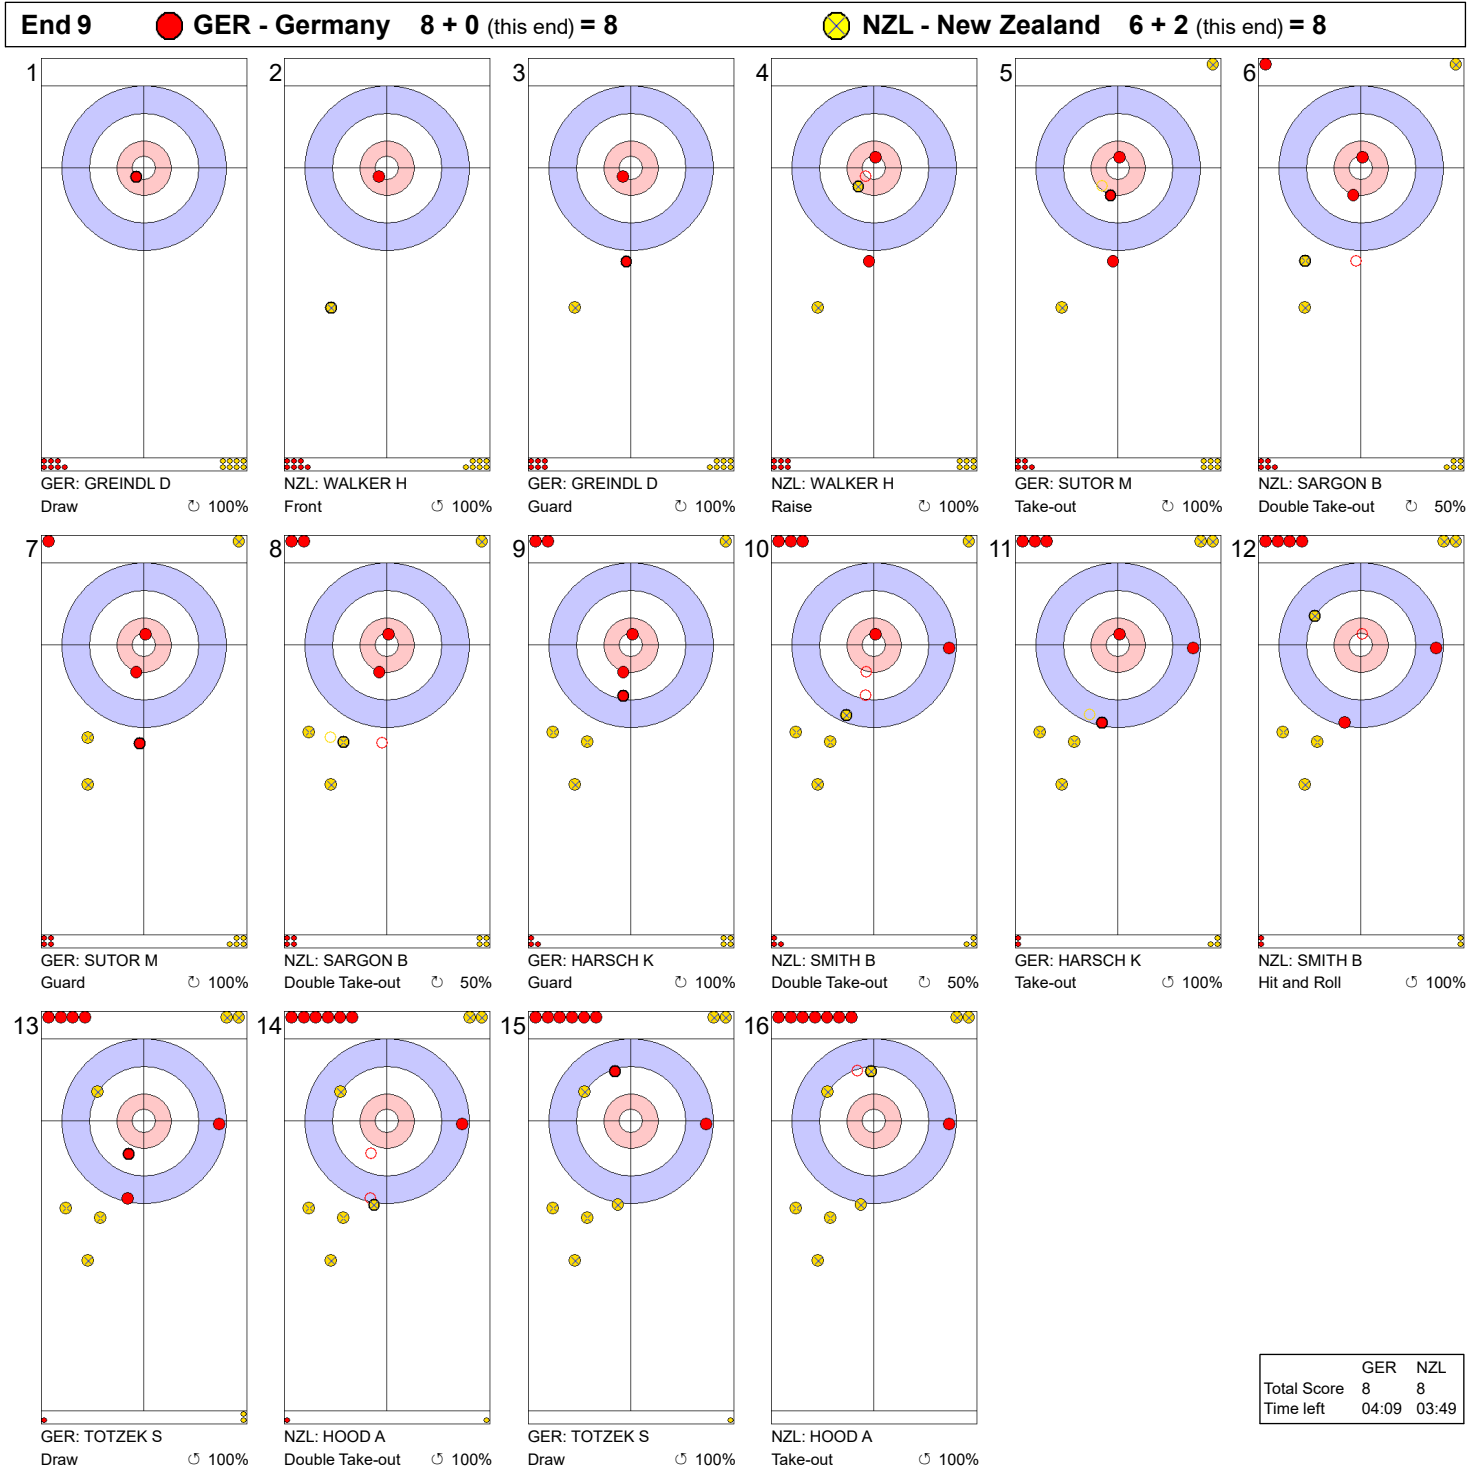 End 9 GER - Germany 8 + 0 (this end) = 8 NZL - New Zealand 6 + 2 (this end) = 8
1 2 3 4 5 6
GER: GREINDL D NZL: WALKER H GER: GREINDL D NZL: WALKER H GER: SUTOR M NZL: SARGON B
Draw ↻ 100% Front ↺ 100% Guard ↻ 100% Raise ↻ 100% Take-out ↺ 100% Double Take-out ↻ 50%
7 8 9 10 11 12
GER: SUTOR M NZL: SARGON B GER: HARSCH K NZL: SMITH B GER: HARSCH K NZL: SMITH B
Guard ↻ 100% Double Take-out ↻ 50% Guard ↻ 100% Double Take-out ↺ 50% Take-out ↺ 100% Hit and Roll ↺ 100%
13 14 15 16
GER NZL
Total Score 8 8
Time left 04:09 03:49
GER: TOTZEK S NZL: HOOD A GER: TOTZEK S NZL: HOOD A
Draw ↺ 100% Double Take-out ↺ 100% Draw ↺ 100% Take-out ↺ 100%